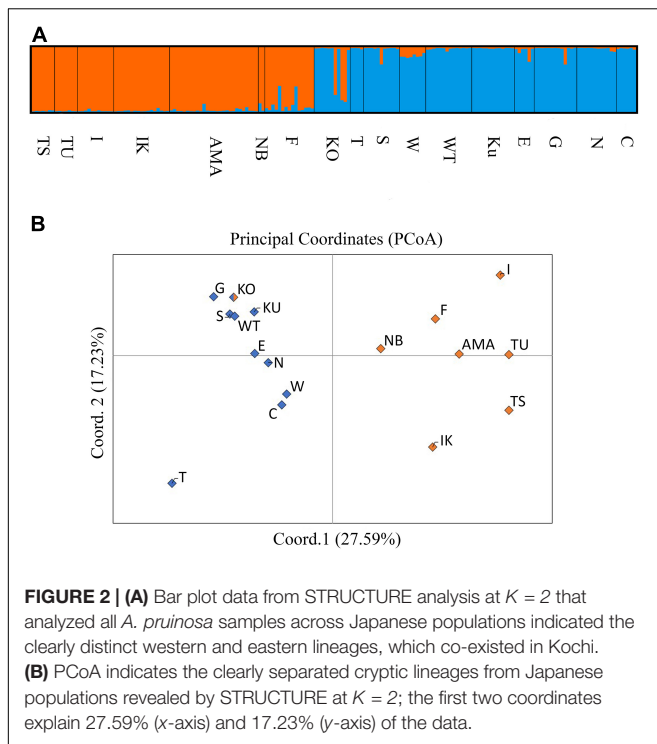 A
TS TU I IK AMA NB F KO T S W WT Ku E G N C
B
Principal Coordinates (PCoA)
I
G KO
KU
F
S WT
NB
E
AMA TU
N
W
C
TS
IK
T
Coord. 2 (17.23%)
Coord.1 (27.59%)
FIGURE 2 | (A) Bar plot data from STRUCTURE analysis at K = 2 that
analyzed all A. pruinosa samples across Japanese populations indicated the
clearly distinct western and eastern lineages, which co-existed in Kochi.
(B) PCoA indicates the clearly separated cryptic lineages from Japanese
populations revealed by STRUCTURE at K = 2; the first two coordinates
explain 27.59% (x-axis) and 17.23% (y-axis) of the data.